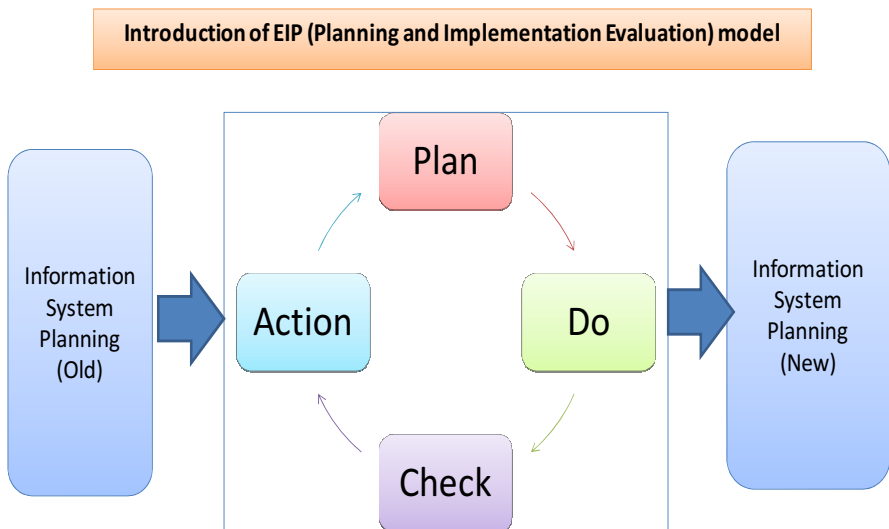 Introduction of EIP (Planning and Implementation Evaluation) model
Plan
Information
System
Planning
(Old)
Action
Do
Information
System
Planning
(New)
Check